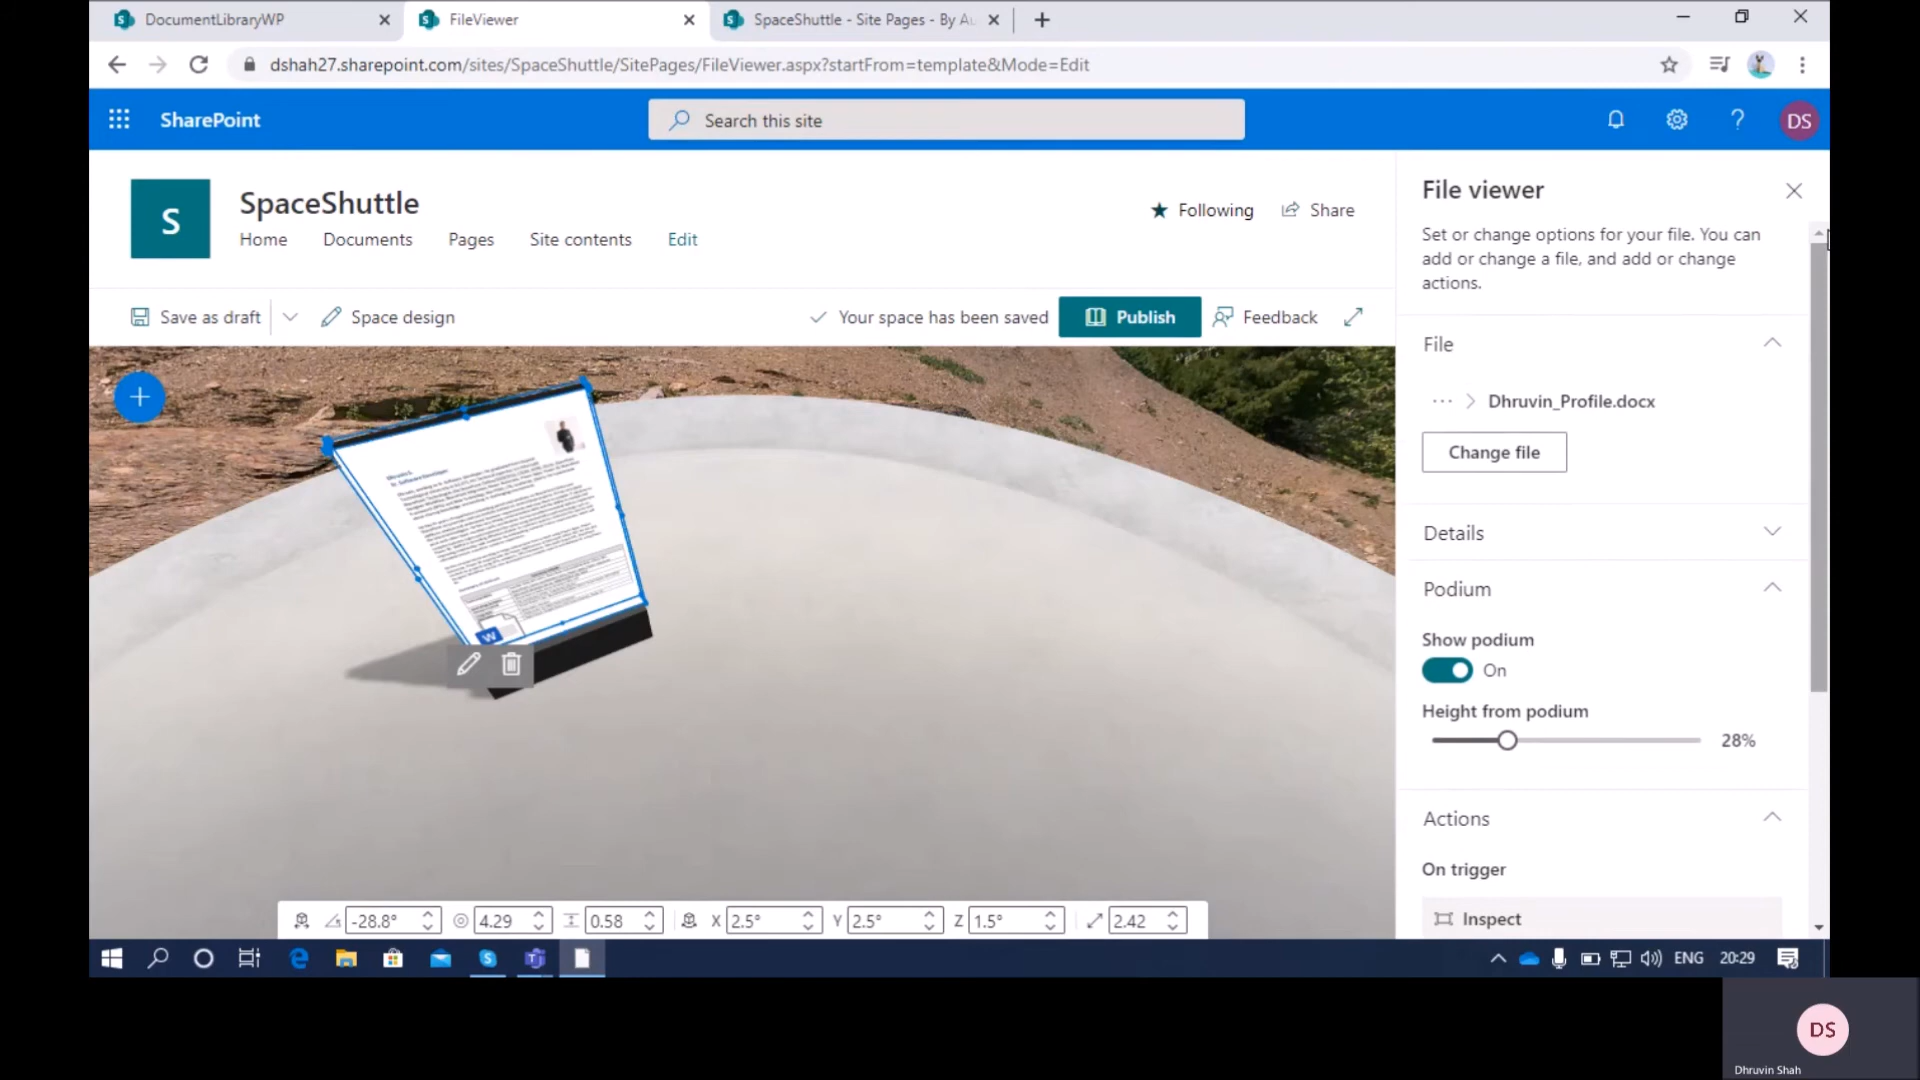 DocumentLibraryWP
FileViewer
SpaceShuttle - Site Pages - By Au
dshah27.sharepoint.com/sites/SpaceShuttle/SitePages/FileViewer.aspx?startFrom=template&Mode=Edit
SharePoint
Search this site
DS
S
SpaceShuttle
Home Documents Pages Site contents Edit
Following Share
Save as draft Space design
Your space has been saved Publish Feedback
File viewer
Set or change options for your file. You can
add or change a file, and add or change
actions.
File
Dhruvin_Profile.docx
Change file
Details
Podium
Show podium
On
Height from podium
28%
Actions
On trigger
Inspect
W
-28.8° 4.29 0.58 X 2.5° Y 2.5° Z 1.5° 2.42
ENG 20:29
DS
Dhruvin Shah